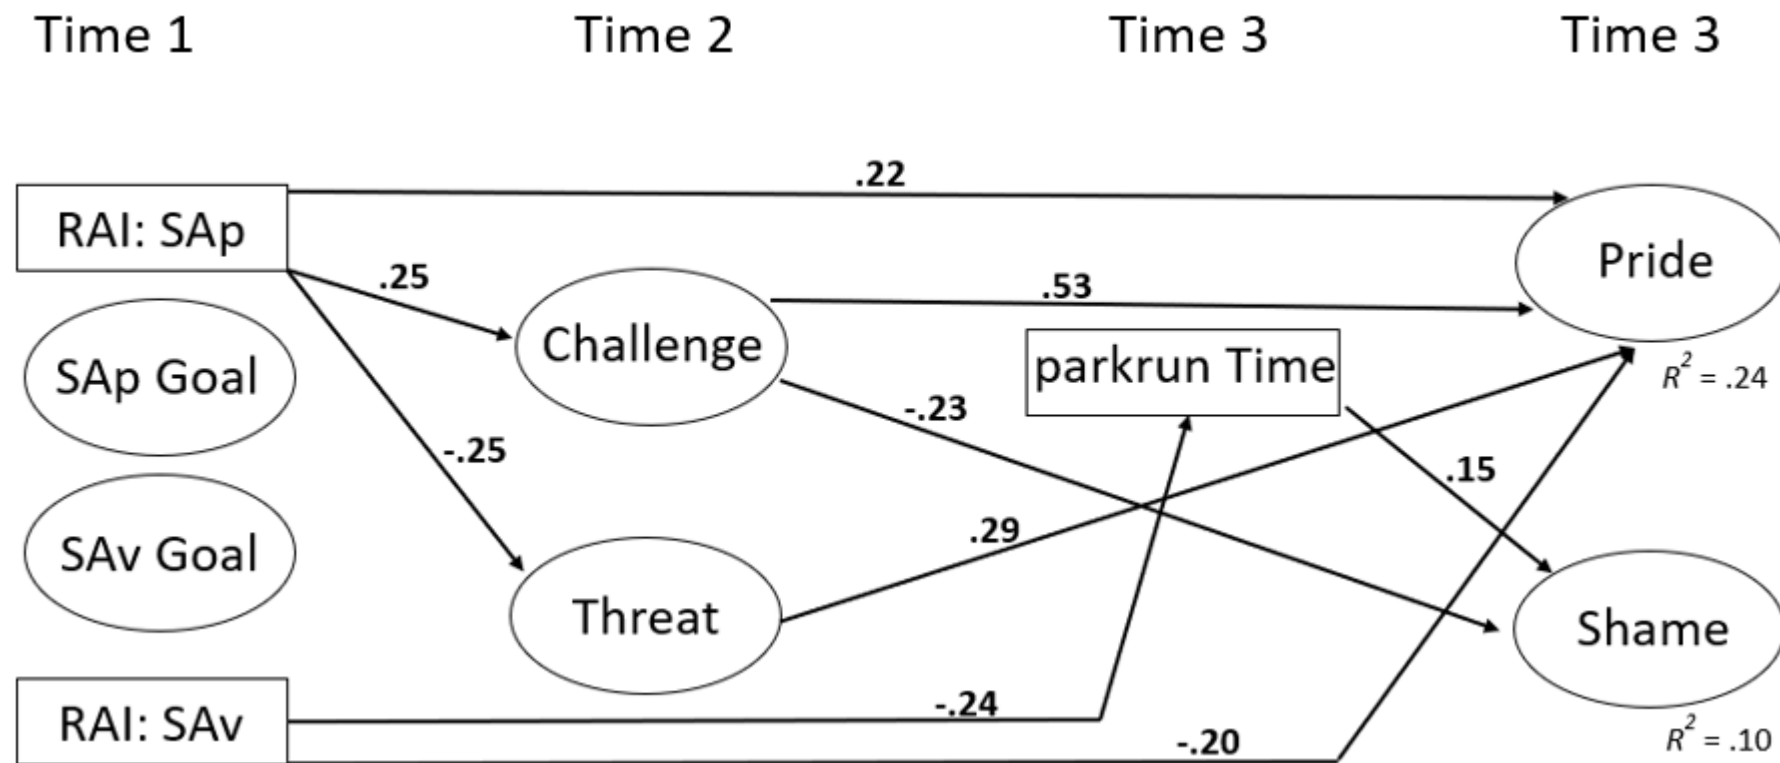 Time 1 Time 2 Time 3 Time 3
.22
RAI: SAp
.25
Pride
.53
Challenge
parkrun Time
SAp Goal
R² = .24
-.23
-.25
.15
.29
SAv Goal
Threat
Shame
-.24
RAI: SAv
-.20
R² = .10